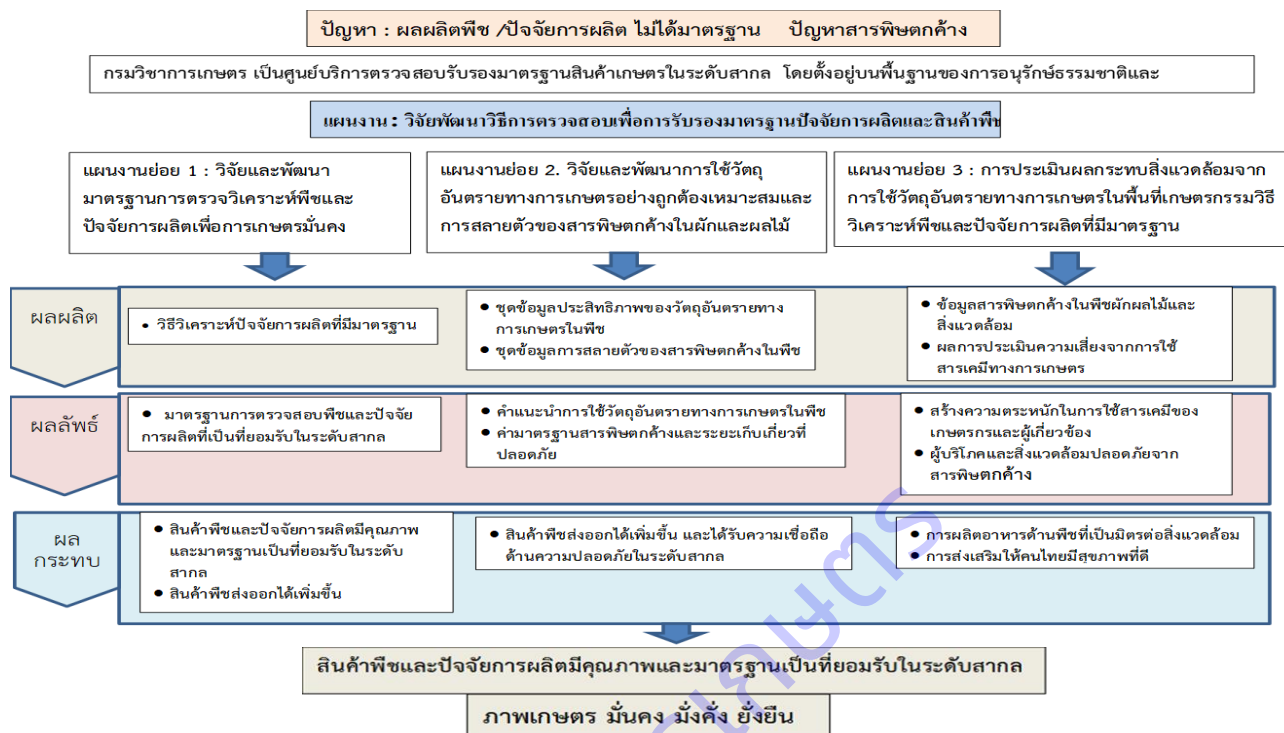 ปัญหา : ผลผลิตพืช /ปัจจัยการผลิต ไม่ได้มาตรฐาน ปัญหาสารพิษตกค้าง
กรมวิชาการเกษตร เป็นศูนย์บริการตรวจสอบรับรองมาตรฐานสินค้าเกษตรในระดับสากล โดยตั้งอยู่บนพื้นฐานของการอนุรักษ์ธรรมชาติและ
แผนงาน : วิจัยพัฒนาวิธีการตรวจสอบเพื่อการรับรองมาตรฐานปัจจัยการผลิตและสินค้าพืช
แผนงานย่อย 1 : วิจัยและพัฒนา
มาตรฐานการตรวจวิเคราะห์พืชและ
ปัจจัยการผลิตเพื่อการเกษตรมั่นคง
แผนงานย่อย 2. วิจัยและพัฒนาการใช้วัตถุ
อันตรายทางการเกษตรอย่างถูกต้องเหมาะสมและ
การสลายตัวของสารพิษตกค้างในผักและผลไม้
แผนงานย่อย 3 : การประเมินผลกระทบสิ่งแวดล้อมจาก
การใช้วัตถุอันตรายทางการเกษตรในพื้นที่เกษตรกรรมวิธี
วิเคราะห์พืชและปัจจัยการผลิตที่มีมาตรฐาน
ผลผลิต
• วิธีวิเคราะห์ปัจจัยการผลิตที่มีมาตรฐาน
• ชุดข้อมูลประสิทธิภาพของวัตถุอันตรายทาง
การเกษตรในพืช
• ชุดข้อมูลการสลายตัวของสารพิษตกค้างในพืช
• ข้อมูลสารพิษตกค้างในพืชผักผลไม้และ
สิ่งแวดล้อม
• ผลการประเมินความเสี่ยงจากการใช้
สารเคมีทางการเกษตร
ผลลัพธ์
• มาตรฐานการตรวจสอบพืชและปัจจัย
การผลิตที่เป็นที่ยอมรับในระดับสากล
• คำแนะนำการใช้วัตถุอันตรายทางการเกษตรในพืช
• ค่ามาตรฐานสารพิษตกค้างและระยะเก็บเกี่ยวที่
ปลอดภัย
• สร้างความตระหนักในการใช้สารเคมีของ
เกษตรกรและผู้เกี่ยวข้อง
• ผู้บริโภคและสิ่งแวดล้อมปลอดภัยจาก
สารพิษตกค้าง
ผล
กระทบ
• สินค้าพืชและปัจจัยการผลิตมีคุณภาพ
และมาตรฐานเป็นที่ยอมรับในระดับ
สากล
• สินค้าพืชส่งออกได้เพิ่มขึ้น
• สินค้าพืชส่งออกได้เพิ่มขึ้น และได้รับความเชื่อถือ
ด้านความปลอดภัยในระดับสากล
• การผลิตอาหารด้านพืชที่เป็นมิตรต่อสิ่งแวดล้อม
• การส่งเสริมให้คนไทยมีสุขภาพที่ดี
สินค้าพืชและปัจจัยการผลิตมีคุณภาพและมาตรฐานเป็นที่ยอมรับในระดับสากล
ภาพเกษตร มั่นคง มั่งคั่ง ยั่งยืน